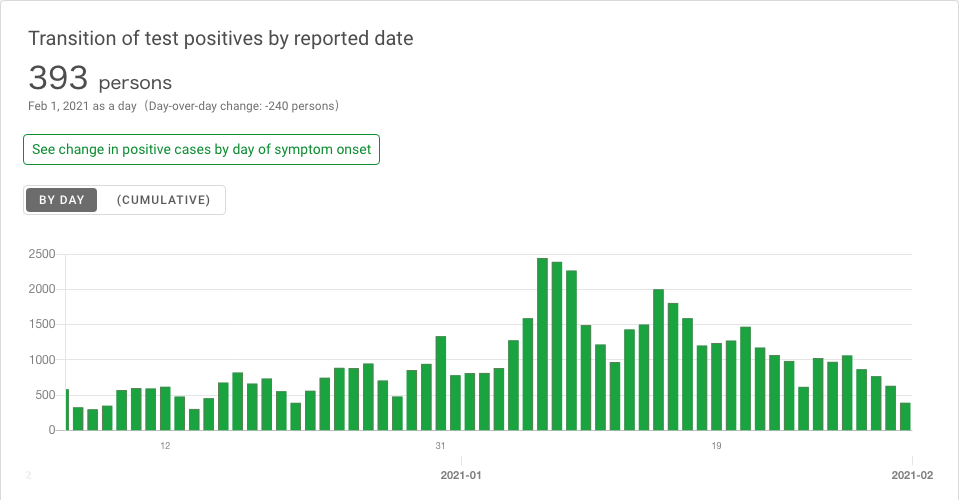 Transition of test positives by reported date
393 persons
Feb 1, 2021 as a day (Day-over-day change: -240 persons)
See change in positive cases by day of symptom onset
BY DAY (CUMULATIVE)
2500
2000
1500
1000
500
0
12 31 19
2 2021-01 2021-02